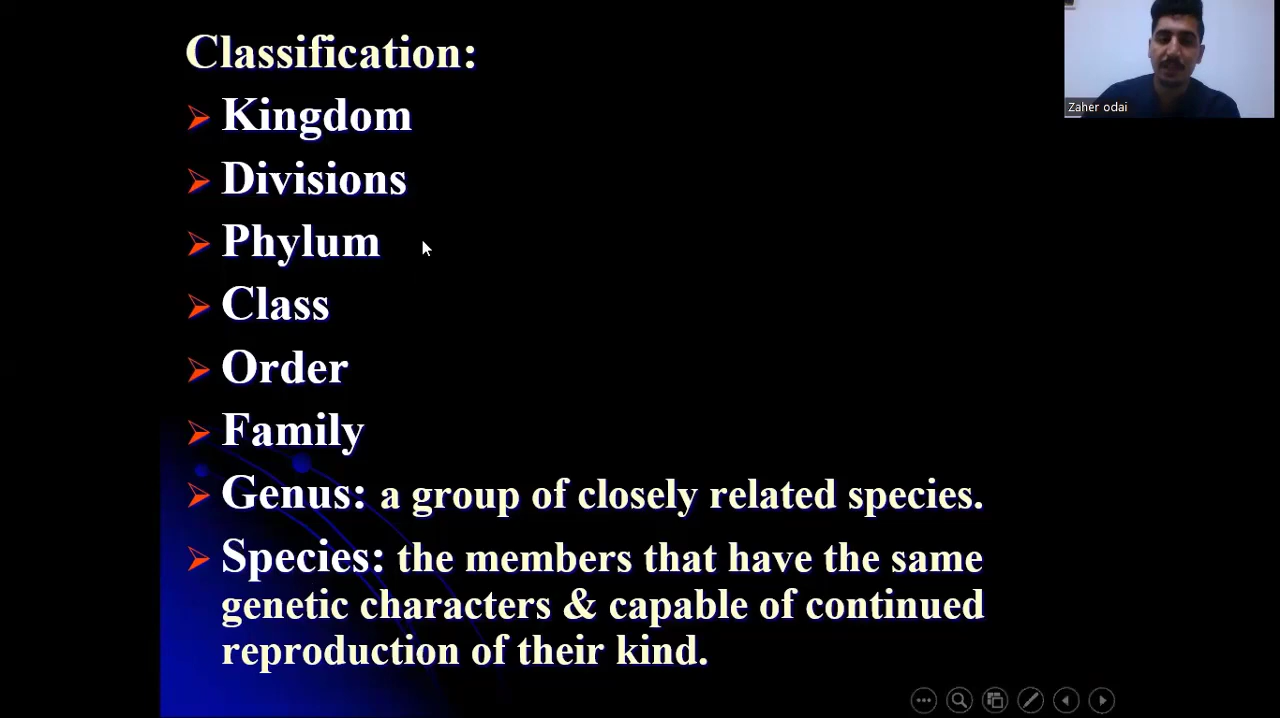 Classification:
Kingdom
Divisions
Phylum
Class
Order
Family
Genus: a group of closely related species.
Species: the members that have the same
genetic characters & capable of continued
reproduction of their kind.
Zaher odai